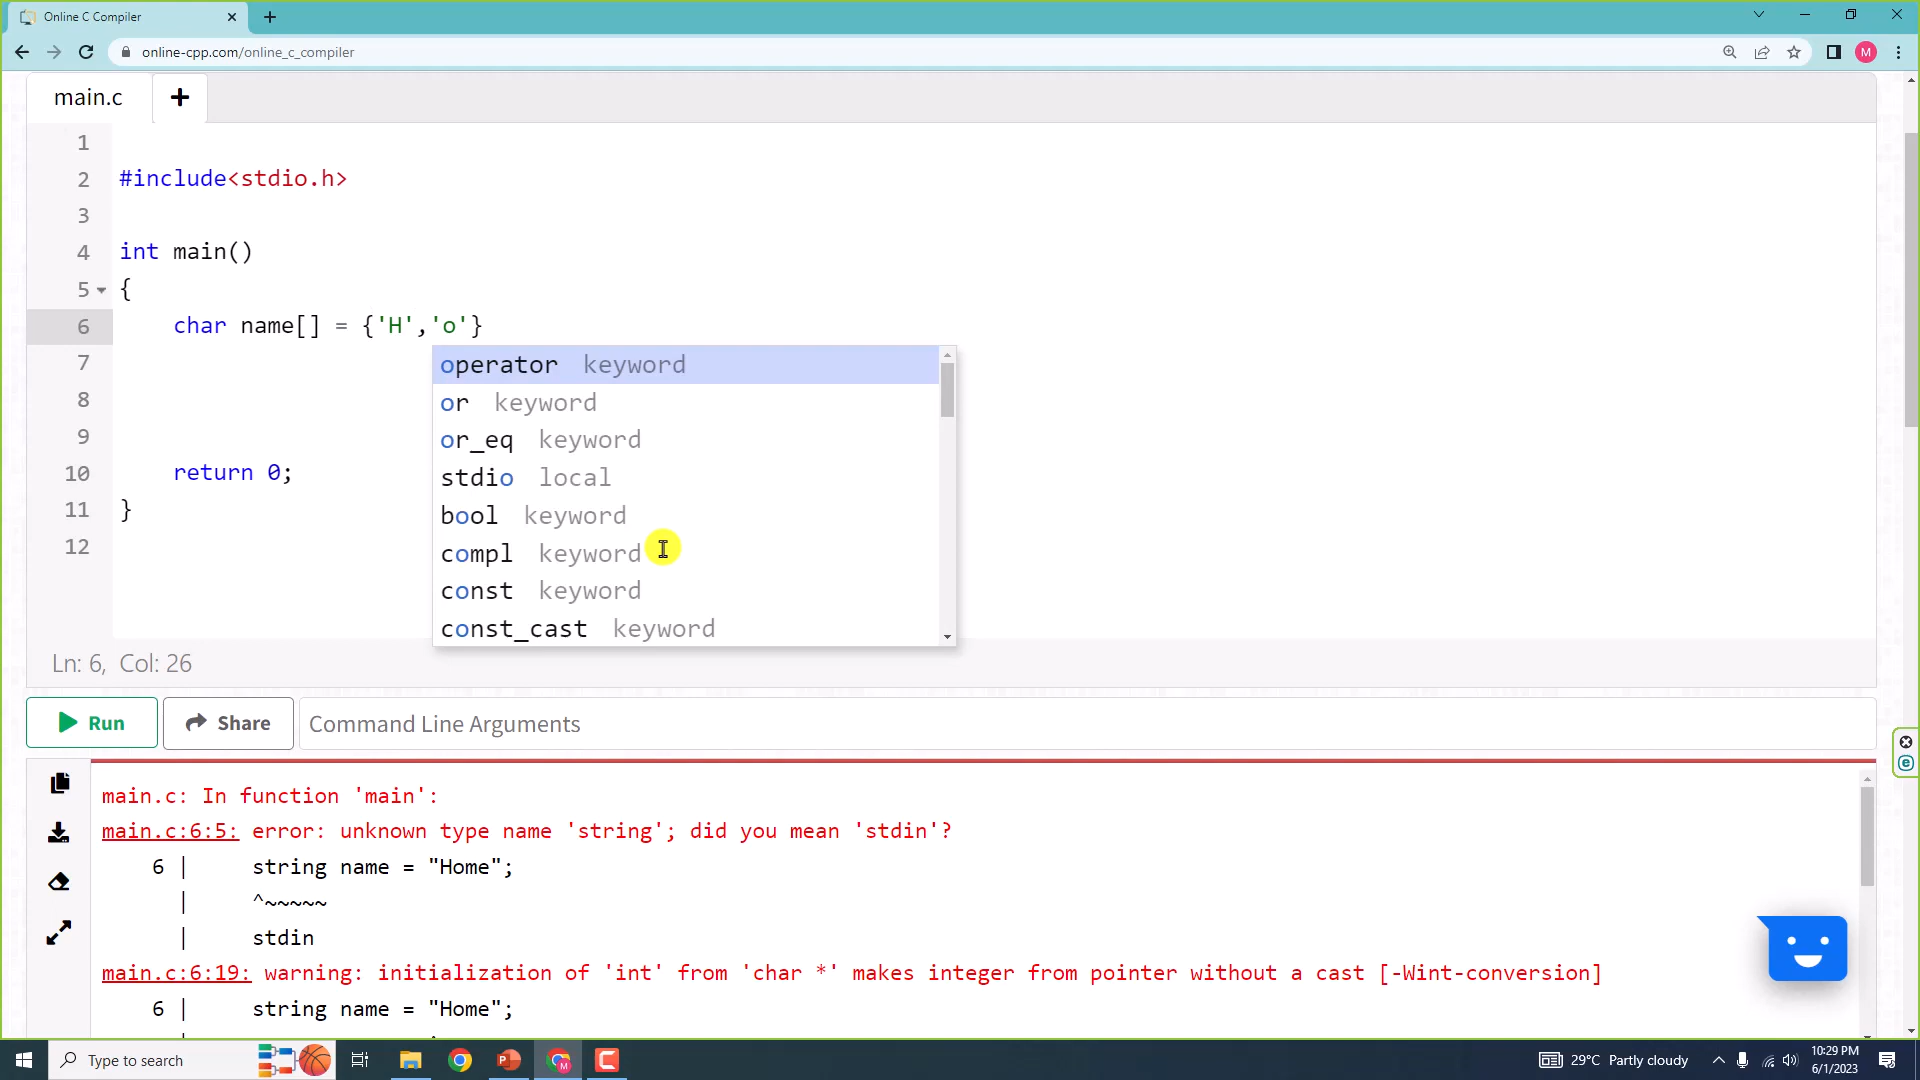 Online C Compiler
online-cpp.com/online_c_compiler
M
main.c
1
2 #include<stdio.h>
3
4 int main()
5 {
6 char name[] = {'H','o'}
7
8
9
10 return 0;
11 }
12
operator keyword
or keyword
or_eq keyword
stdio local
bool keyword
compl keyword
const keyword
const_cast keyword
Ln: 6, Col: 26
Run
Share
Command Line Arguments
main.c: In function 'main':
main.c:6:5: error: unknown type name 'string'; did you mean 'stdin'?
6 | string name = "Home";
| ^~~~~~
| stdin
main.c:6:19: warning: initialization of 'int' from 'char *' makes integer from pointer without a cast [-Wint-conversion]
6 | string name = "Home";
Type to search
29°C Partly cloudy
10:29 PM
6/1/2023